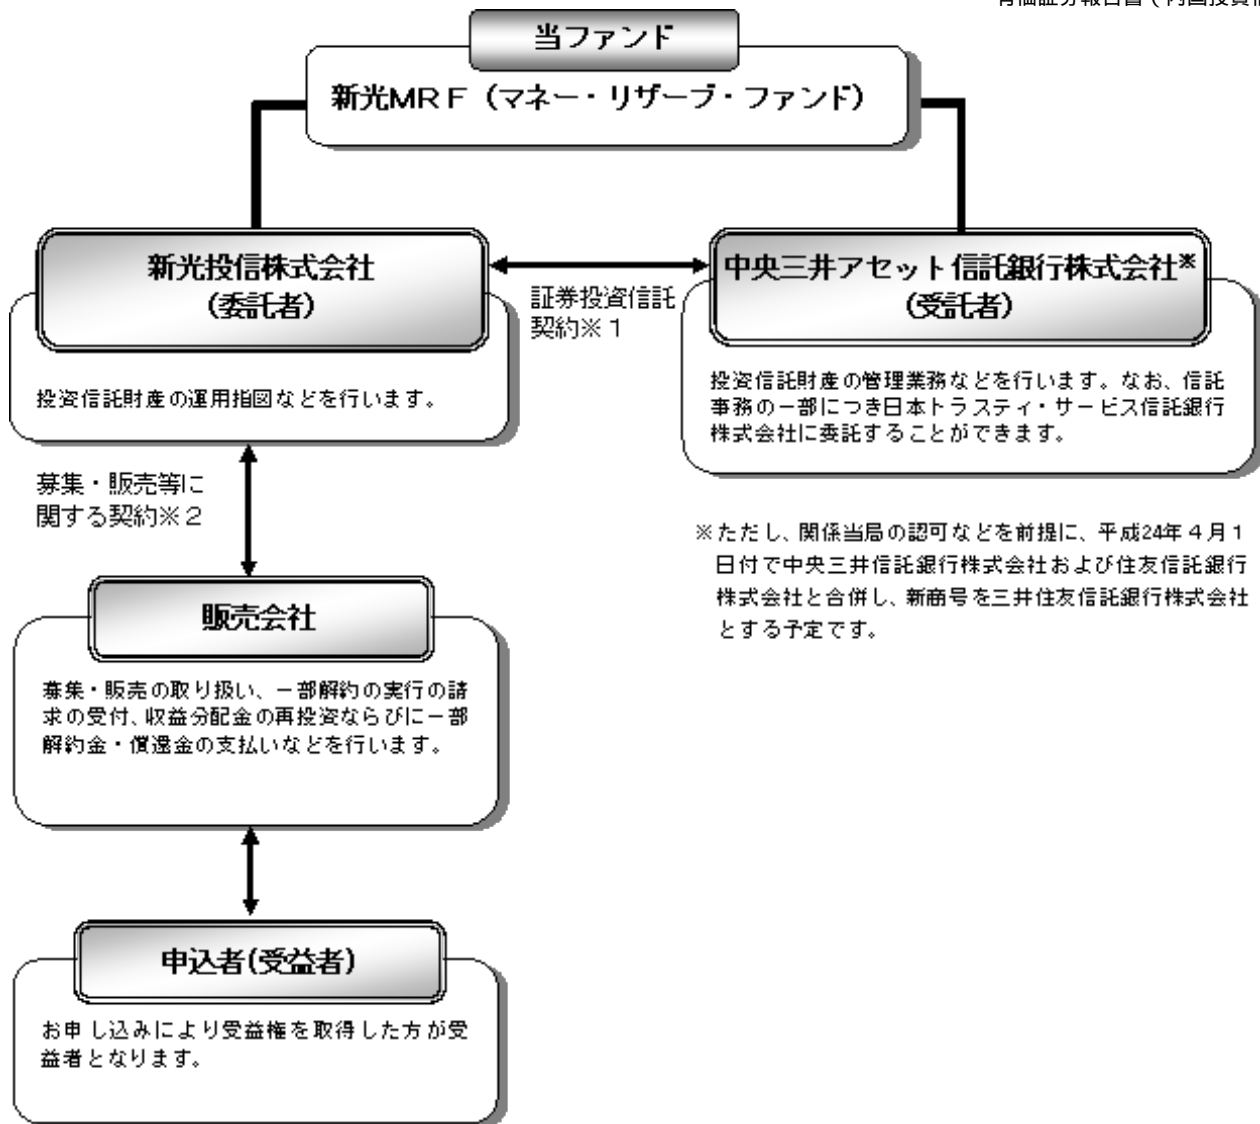 当ファンド
新光MRF（マネー・リザーブ・ファンド）
新光投信株式会社
(委託者)
投資信託財産の運用指図などを行います。
証券投資信託
契約※１
中央三井アセット信託銀行株式会社※
(受託者)
投資信託財産の管理業務などを行います。なお、信託
事務の一部につき日本トラスティ・サービス信託銀行
株式会社に委託することができます。
募集・販売等に
関する契約※２
※ただし、関係当局の認可などを前提に、平成24年４月１
日付で中央三井信託銀行株式会社および住友信託銀行
株式会社と合併し、新商号を三井住友信託銀行株式会社
とする予定です。
販売会社
募集・販売の取り扱い、一部解約の実行の請
求の受付、収益分配金の再投資ならびに一部
解約金・償還金の支払いなどを行います。
申込者(受益者)
お申し込みにより受益権を取得した方が受
益者となります。